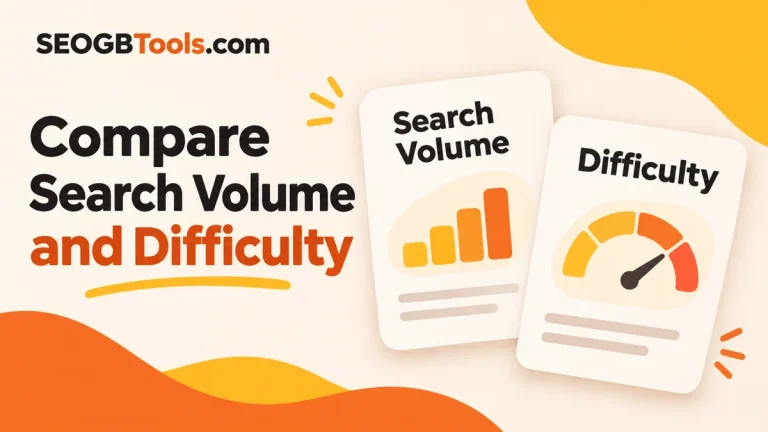 SEOGBTools.com
Compare
Search Volume
and Difficulty
Search
Volume
Difficulty